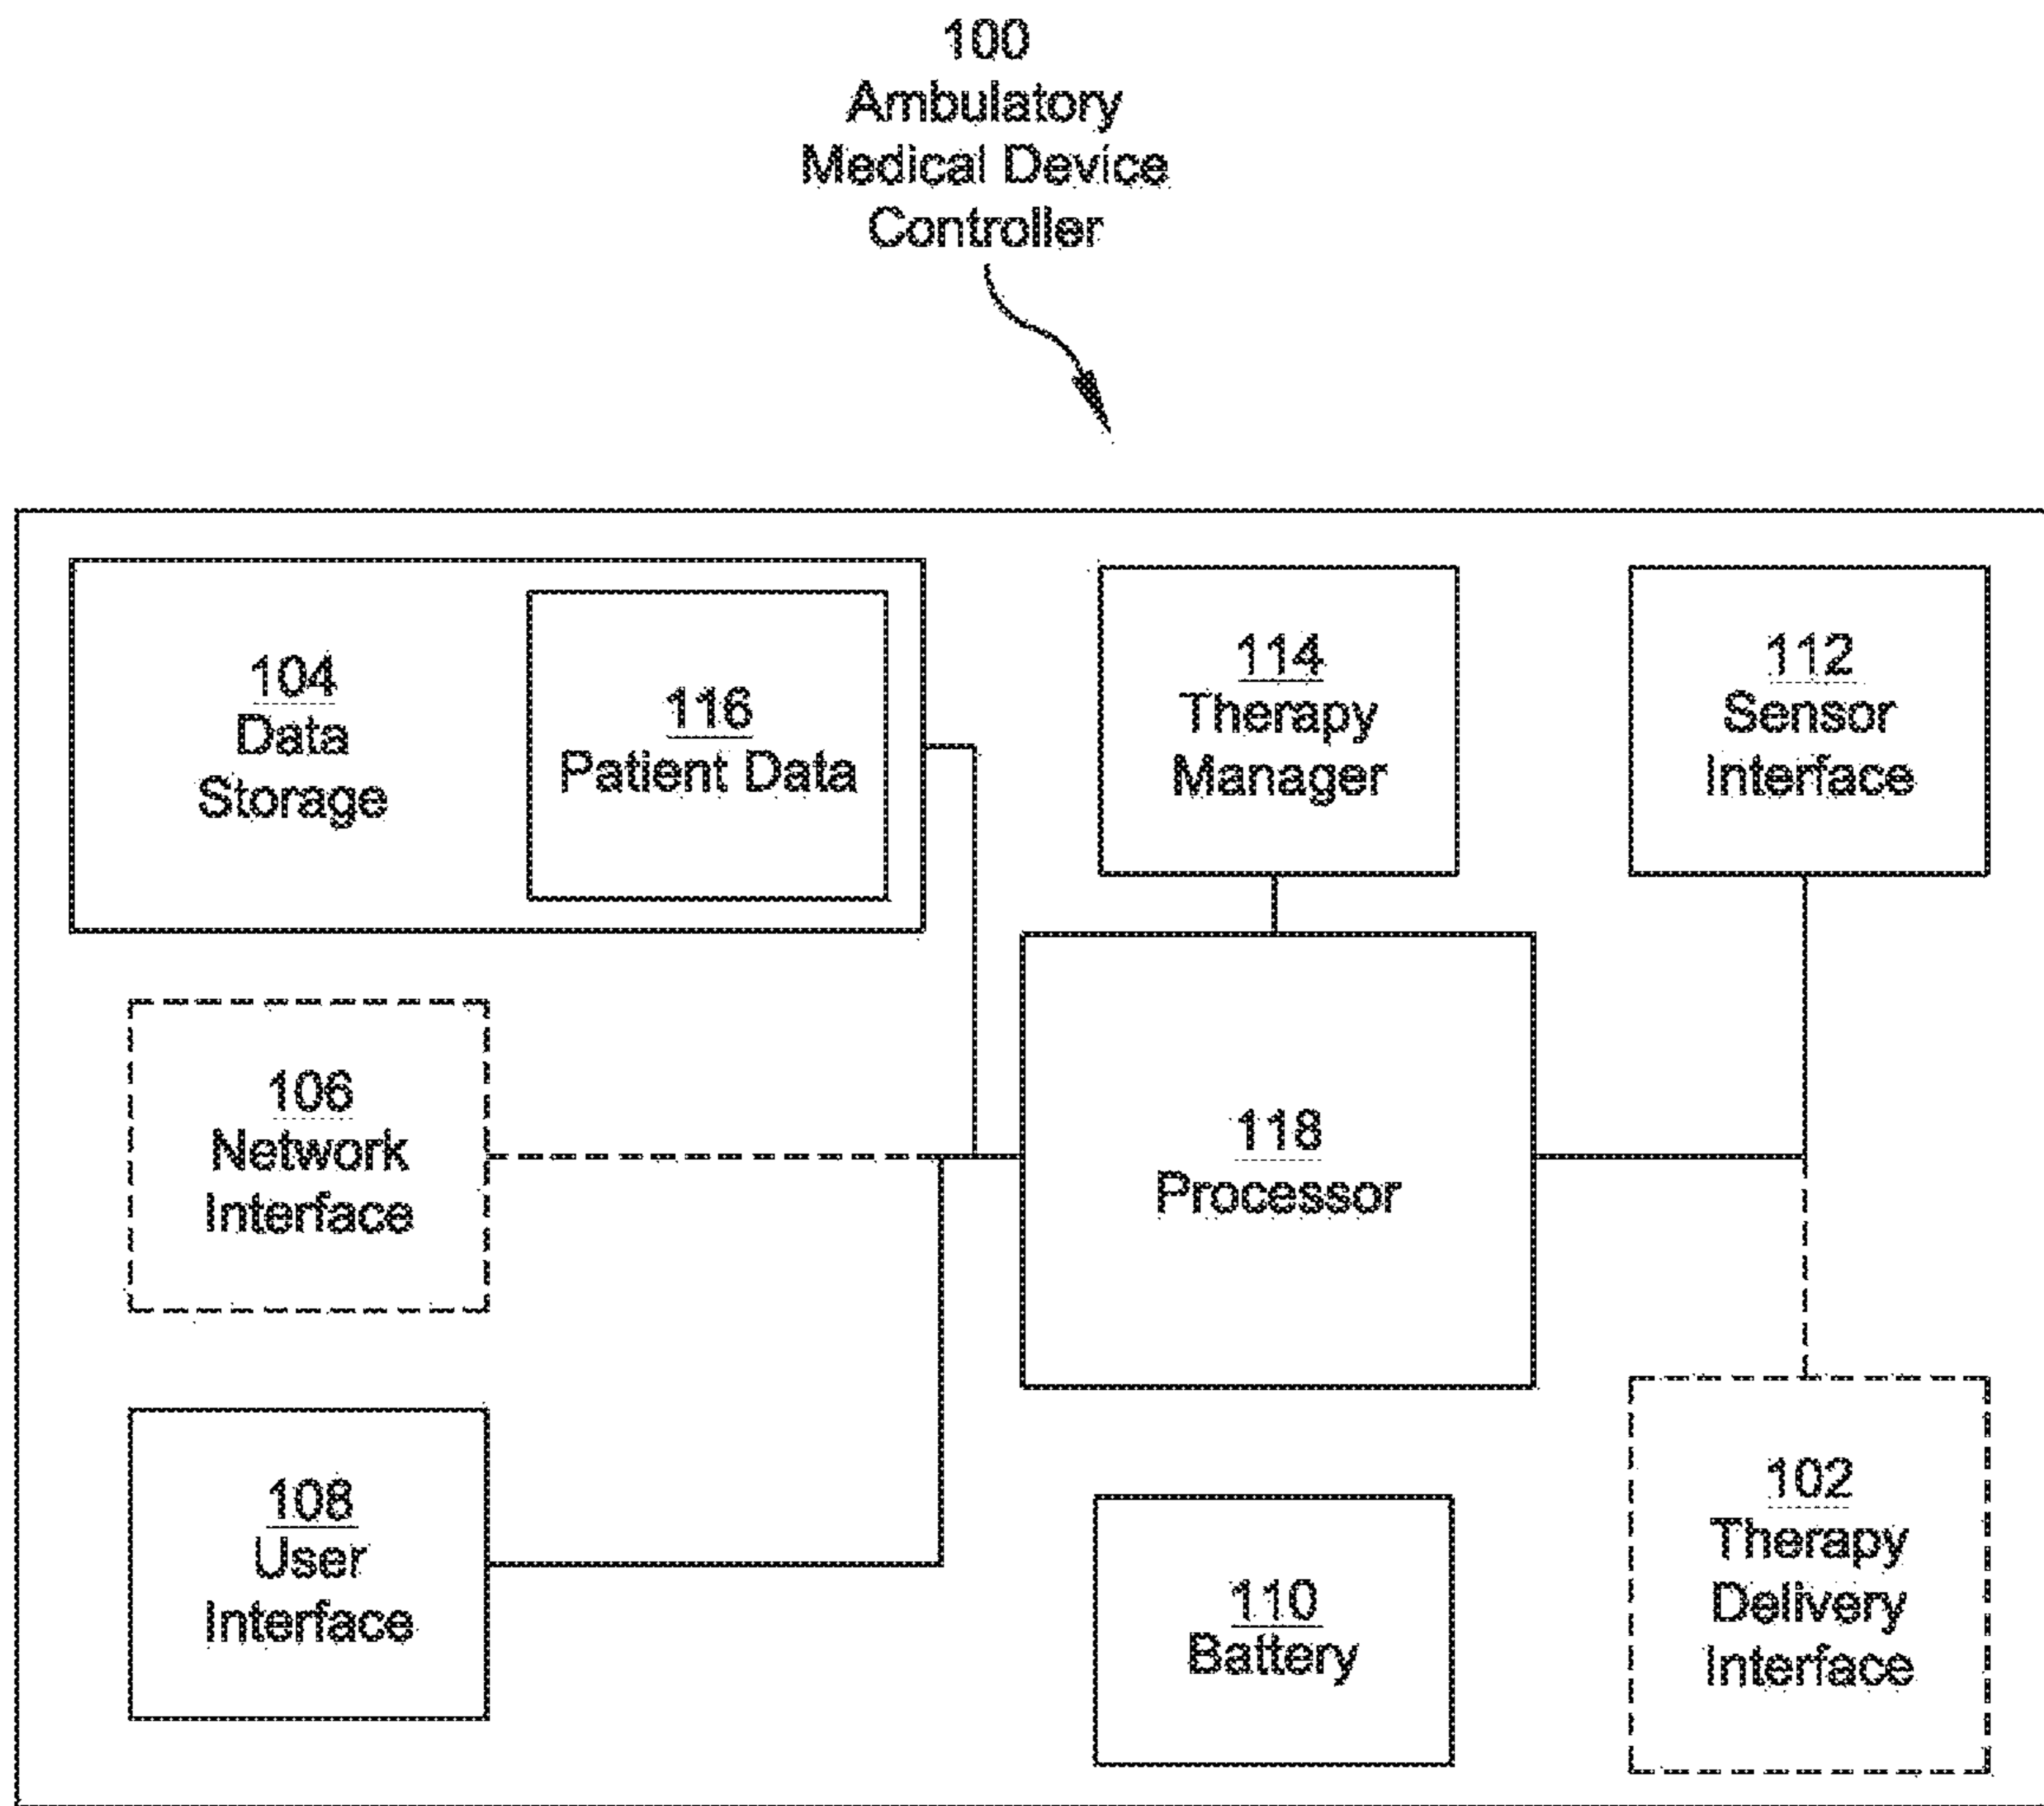 100
Ambulatory
Medical Device
Controller
104
Data
Storage
116
Patient Data
114
Therapy
Manager
112
Sensor
Interface
106
Network
Interface
118
Processor
108
User
Interface
110
Battery
102
Therapy
Delivery
Interface